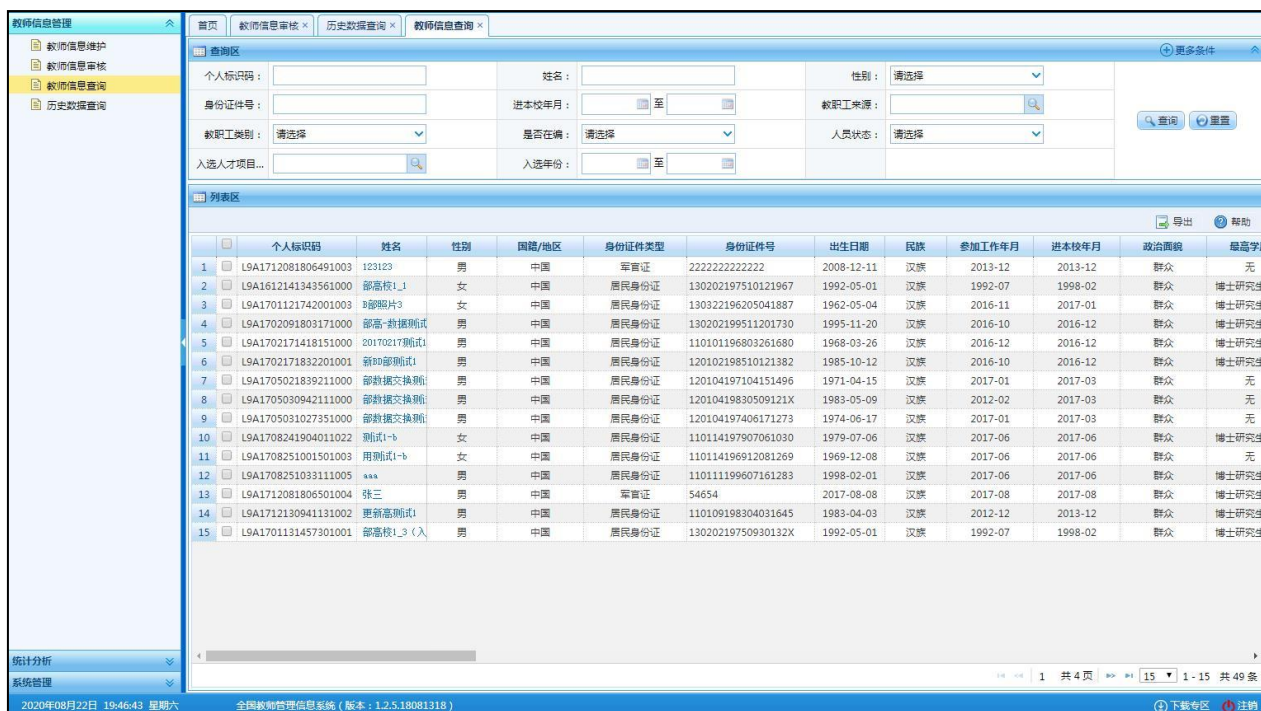 教师信息管理
教师信息维护
教师信息审核
教师信息查询
历史数据查询
首页 教师信息审核 × 历史数据查询 × 教师信息查询 ×
查询区 更多条件
个人标识码： 姓名： 性别： 请选择
身份证件号： 进本校年月： 至 教职工来源：
教职工类别： 请选择 是否在编： 请选择 人员状态： 请选择
查询 重置
入选人才项目... 入选年份： 至
列表区
导出 帮助
个人标识码 姓名 性别 国籍/地区 身份证件类型 身份证件号 出生日期 民族 参加工作年月 进本校年月 政治面貌 最高学
1 L9A1712081806491003 123123 男 中国 军官证 2222222222222 2008-12-11 汉族 2013-12 2013-12 群众 无
2 L9A1612141343561000 部高校1_1 女 中国 居民身份证 130202197510121967 1992-05-01 汉族 1992-07 1998-02 群众 博士研究生
3 L9A1701121742001003 B部照片3 女 中国 居民身份证 130322196205041887 1962-05-04 汉族 2016-11 2017-01 群众 博士研究生
4 L9A1702091803171000 部高-数据测试 男 中国 居民身份证 130202199511201730 1995-11-20 汉族 2016-10 2016-12 群众 博士研究生
5 L9A1702171418151000 20170217测试1 男 中国 居民身份证 110101196803261680 1968-03-26 汉族 2016-12 2016-12 群众 博士研究生
6 L9A1702171832201001 新BD部测试1 男 中国 居民身份证 120102198510121382 1985-10-12 汉族 2016-10 2016-12 群众 博士研究生
7 L9A1705021839211000 部数据交换测 男 中国 居民身份证 120104197104151496 1971-04-15 汉族 2017-01 2017-03 群众 无
8 L9A1705030942111000 部数据交换测 男 中国 居民身份证 12010419830509121X 1983-05-09 汉族 2012-02 2017-03 群众 无
9 L9A1705031027351000 部数据交换测 男 中国 居民身份证 120104197406171273 1974-06-17 汉族 2017-01 2017-03 群众 无
10 L9A1708241904011022 测试1-b 女 中国 居民身份证 110114197907061030 1979-07-06 汉族 2017-06 2017-06 群众 博士研究生
11 L9A1708251001501003 用测试1-b 女 中国 居民身份证 110114196912081269 1969-12-08 汉族 2017-06 2017-06 群众 无
12 L9A1708251033111005 aaa 男 中国 居民身份证 110111199607161283 1998-02-01 汉族 2017-06 2017-06 群众 博士研究生
13 L9A1712081806501004 张三 男 中国 军官证 54654 2017-08-08 汉族 2017-08 2017-08 群众 博士研究生
14 L9A1712130941131002 更新高测试1 男 中国 居民身份证 110109198304031645 1983-04-03 汉族 2012-12 2013-12 群众 博士研究生
15 L9A1701131457301001 部高校1_3（入 男 中国 居民身份证 13020219750930132X 1992-05-01 汉族 1992-07 1998-02 群众 博士研究生
统计分析
系统管理
1 共4页 15 1 - 15 共49条
2020年08月22日 19:46:43 星期六 全国教师管理信息系统（版本：1.2.5.18081318） 下载专区 注销